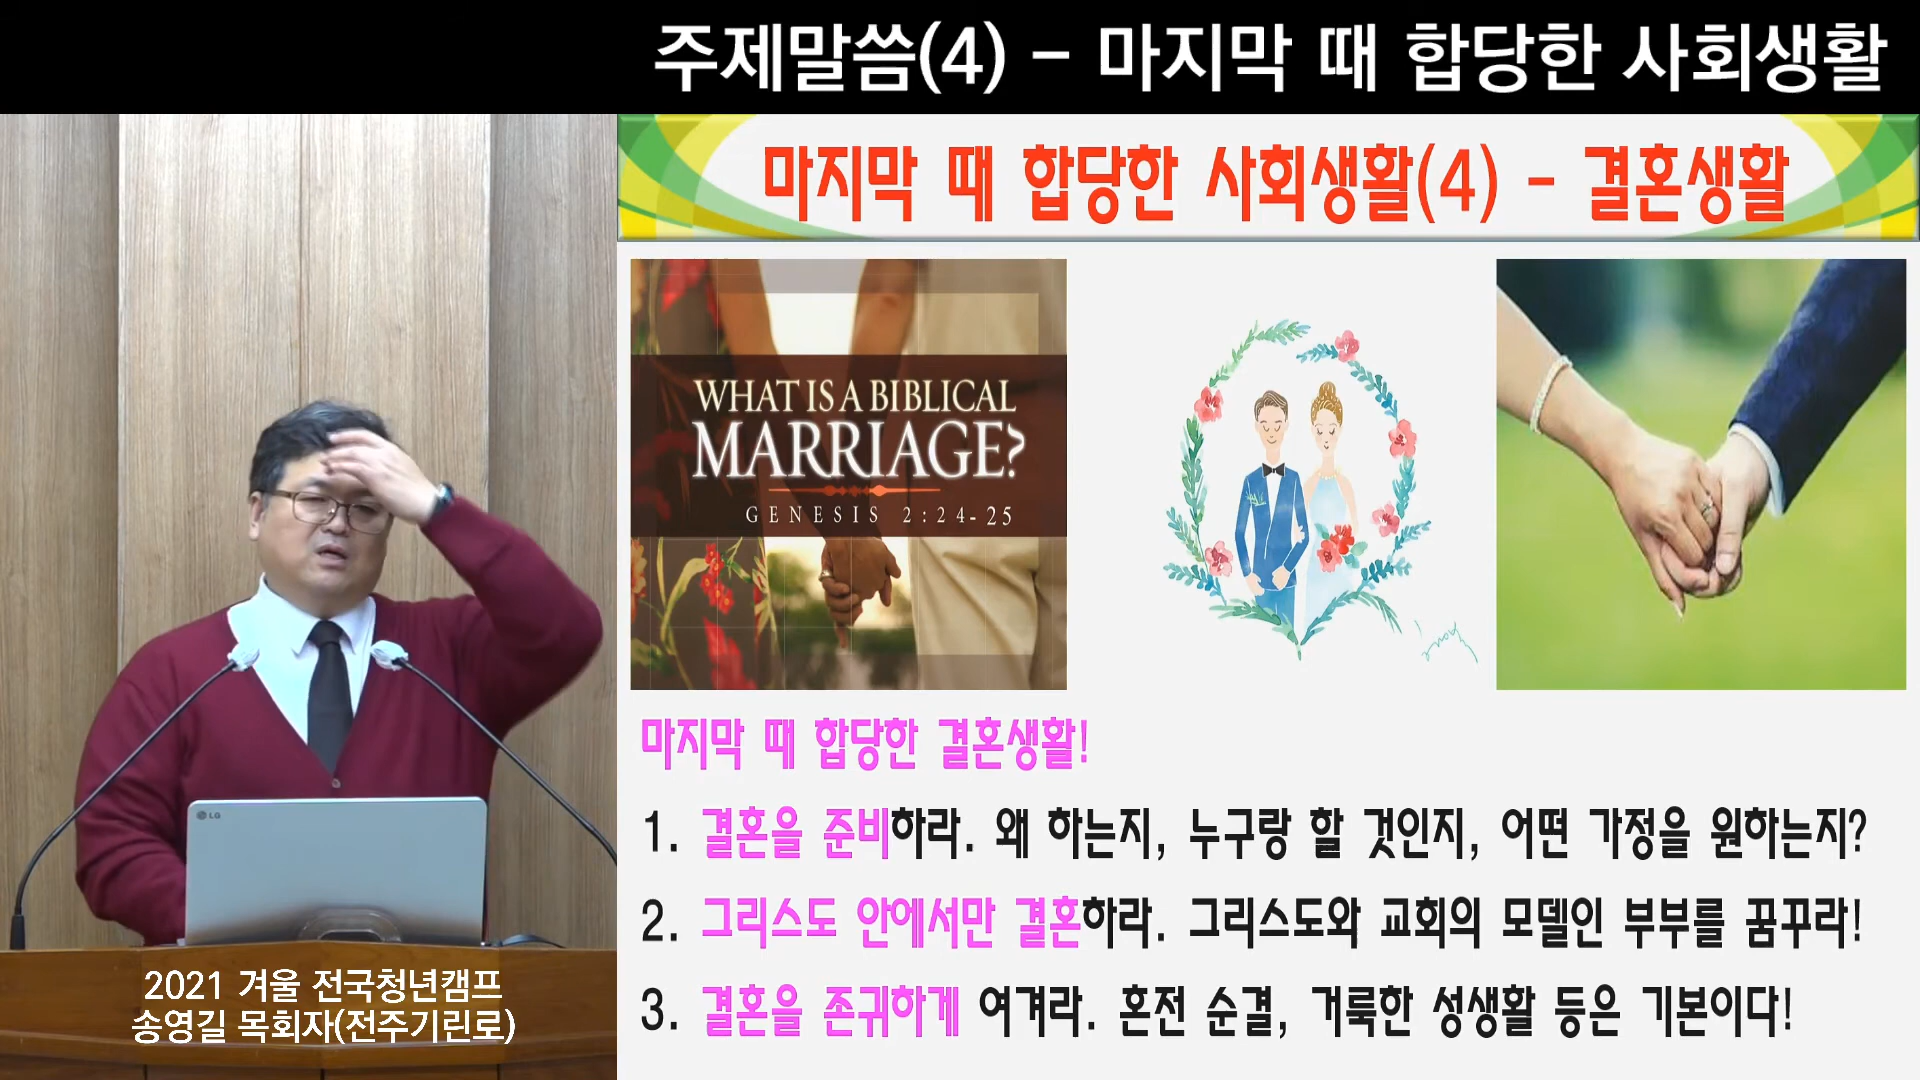 주제말씀(4) - 마지막 때 합당한 사회생활
마지막 때 합당한 사회생활(4) - 결혼생활
WHAT IS A BIBLICAL
MARRIAGE?
GENESIS 2:24-25
마지막 때 합당한 결혼생활!
1. 결혼을 준비하라. 왜 하는지, 누구랑 할 것인지, 어떤 가정을 원하는지?
2. 그리스도 안에서만 결혼하라. 그리스도와 교회의 모델인 부부를 꿈꾸라!
3. 결혼을 존귀하게 여겨라. 혼전 순결, 거룩한 성생활 등은 기본이다!
LG
2021 겨울 전국청년캠프
송영길 목회자(전주기린로)